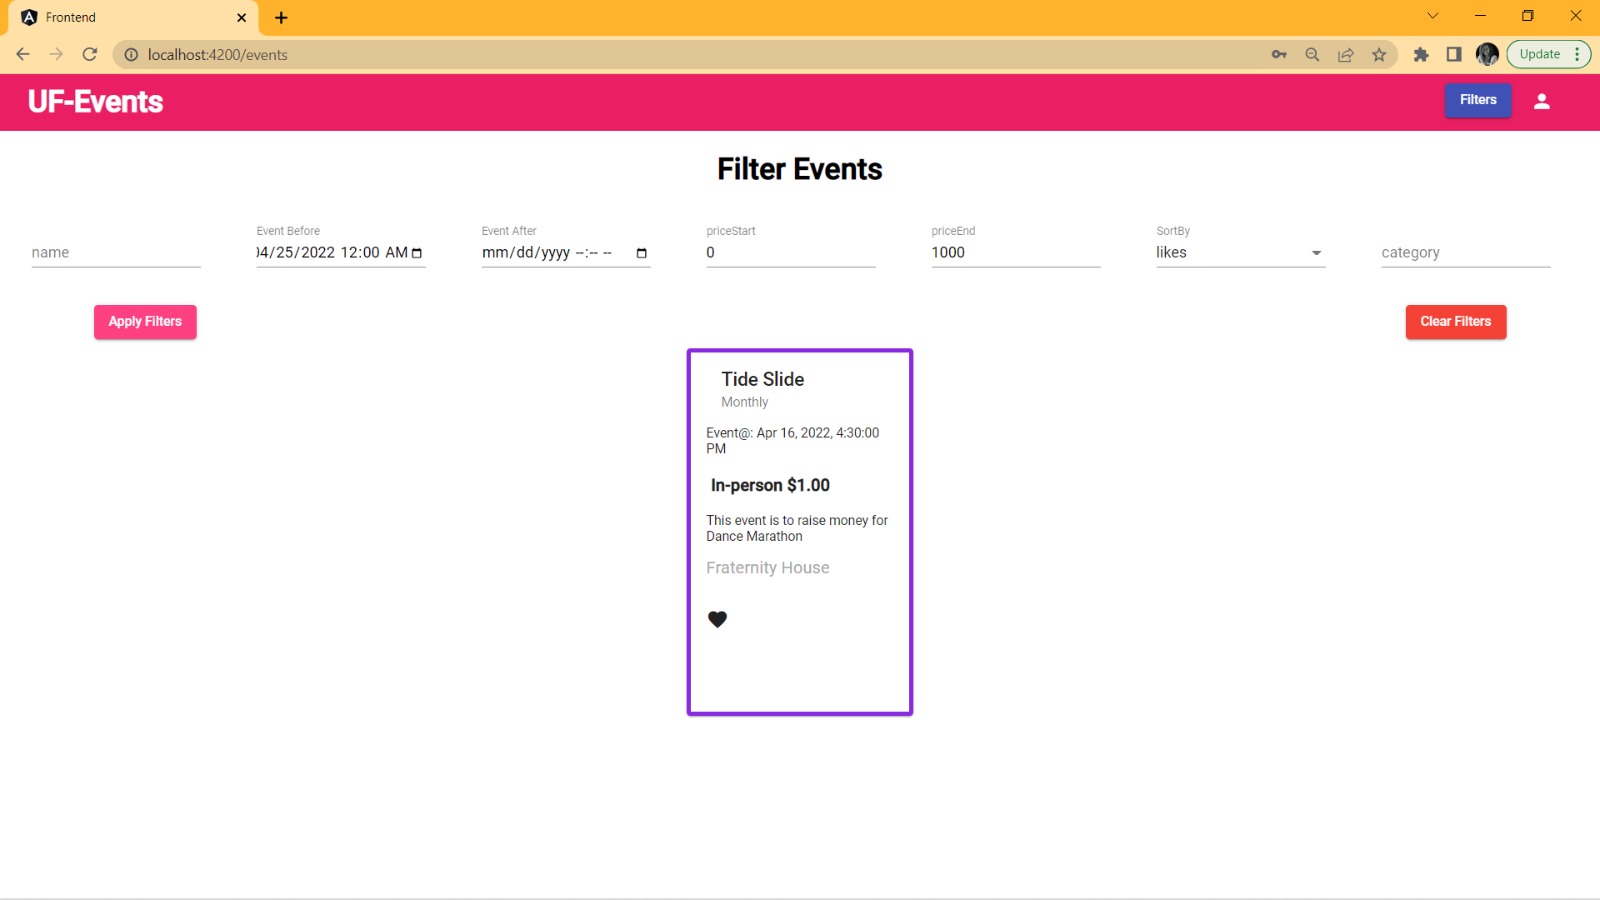 Frontend
localhost:4200/events
Update
UF-Events
Filters
Filter Events
name
Event Before
04/25/2022 12:00 AM
Event After
mm/dd/yyyy --:-- --
priceStart
0
priceEnd
1000
SortBy
likes
category
Apply Filters
Clear Filters
Tide Slide
Monthly
Event@: Apr 16, 2022, 4:30:00
PM
In-person $1.00
This event is to raise money for
Dance Marathon
Fraternity House